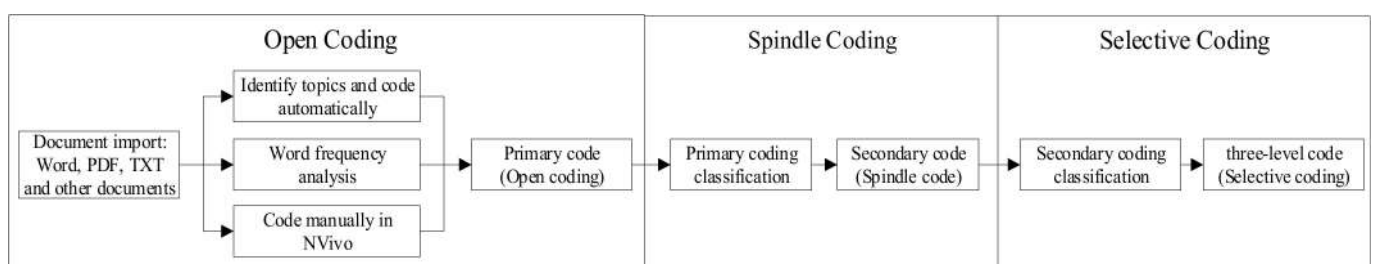 Open Coding
Spindle Coding
Selective Coding
Document import:
Word, PDF, TXT
and other documents
Identify topics and code
automatically
Word frequency
analysis
Code manually in
NVivo
Primary code
(Open coding)
Primary coding
classification
Secondary code
(Spindle code)
Secondary coding
classification
three-level code
(Selective coding)